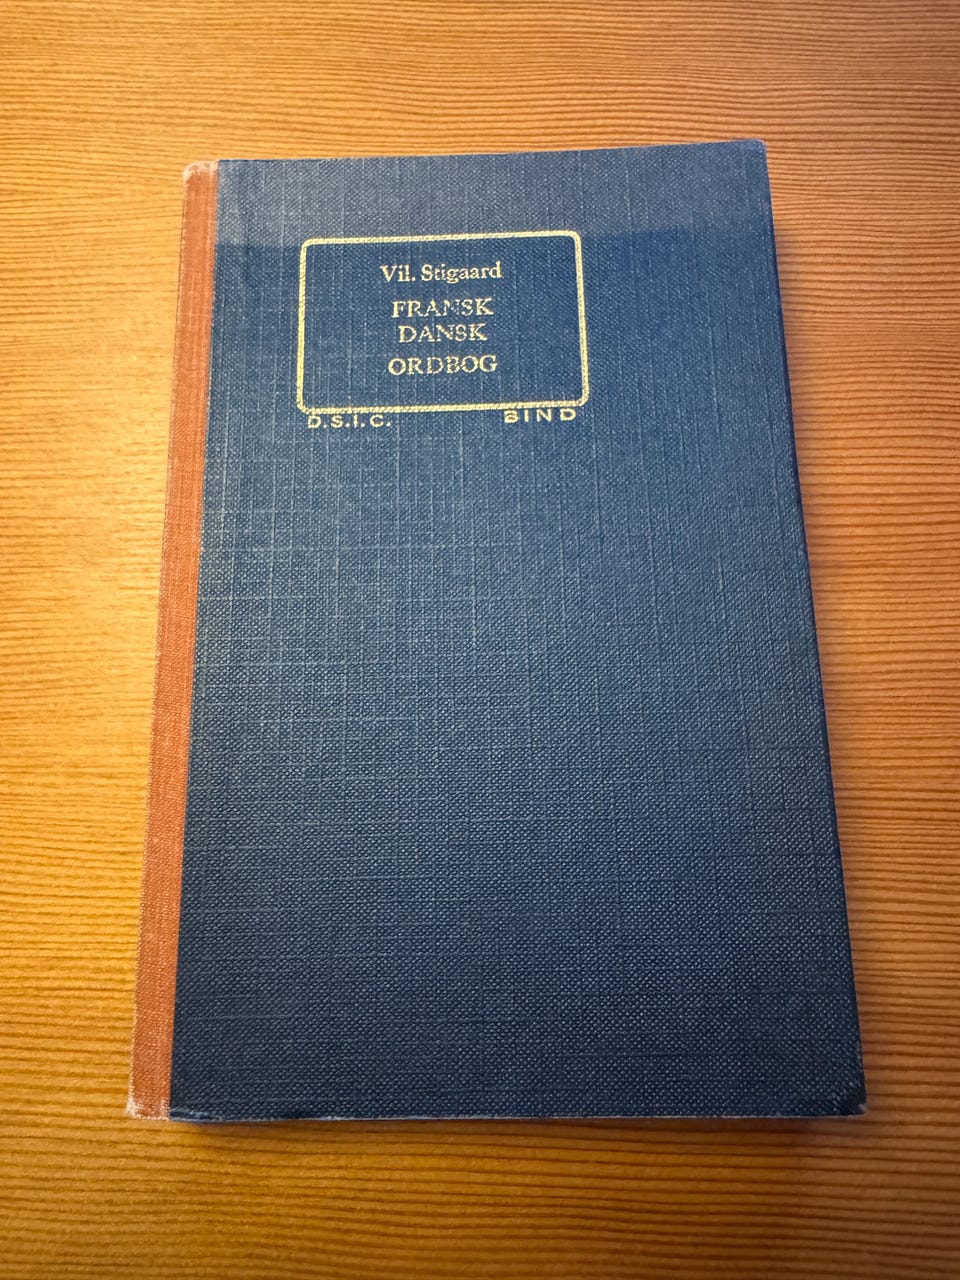 Vil. Stigaard
FRANSK
DANSK
ORDBOG
D.S.I.C. BIND